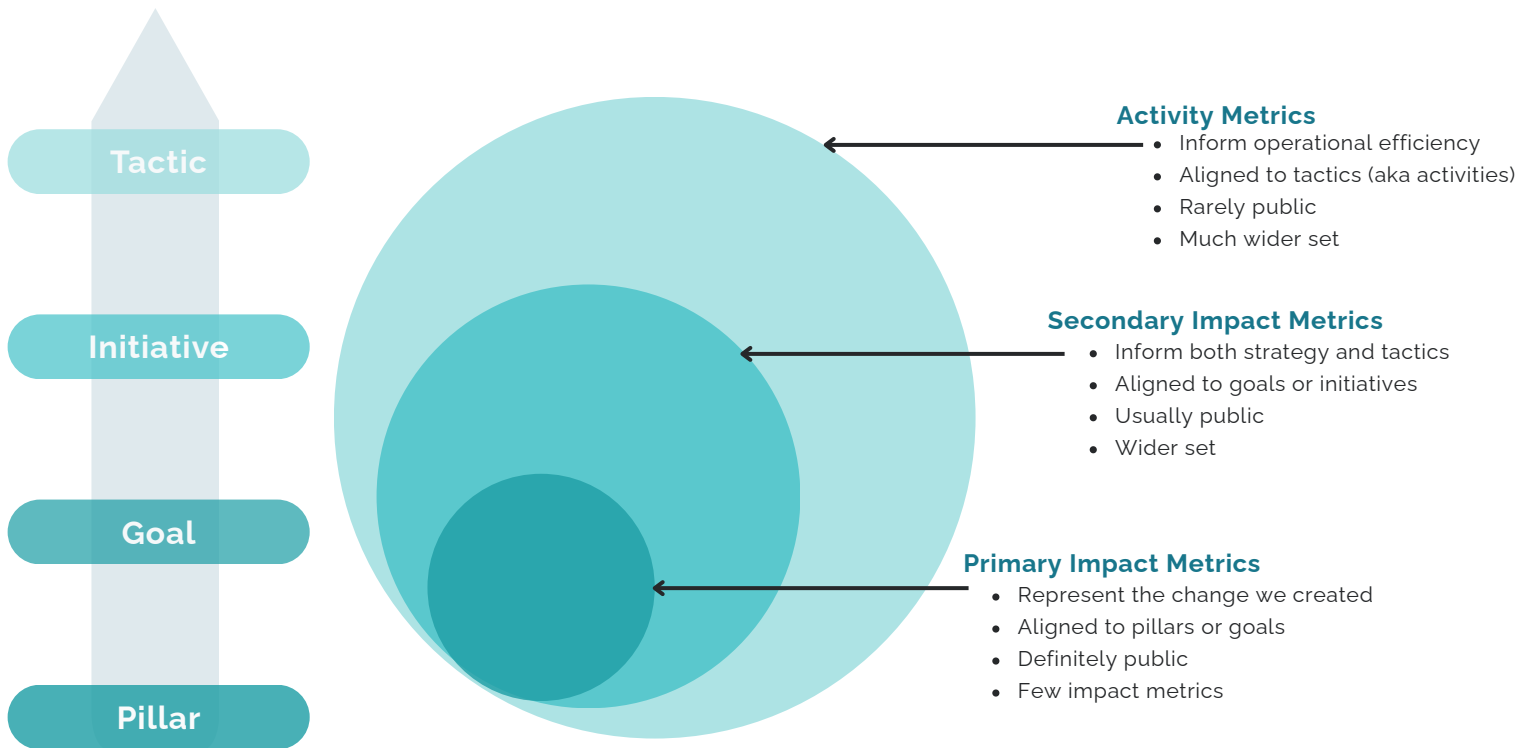 Tactic
Initiative
Goal
Pillar
Activity Metrics
• Inform operational efficiency
• Aligned to tactics (aka activities)
• Rarely public
• Much wider set
Secondary Impact Metrics
• Inform both strategy and tactics
• Aligned to goals or initiatives
• Usually public
• Wider set
Primary Impact Metrics
• Represent the change we created
• Aligned to pillars or goals
• Definitely public
• Few impact metrics